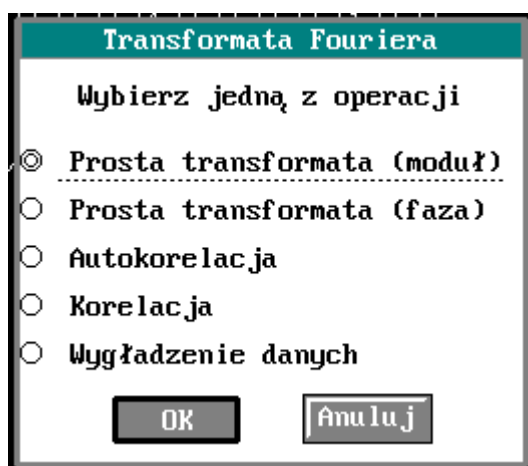 Transformata Fouriera
Wybierz jedną z operacji
Prosta transformata (moduł)
Prosta transformata (faza)
Autokorelacja
Korelacja
Wygładzenie danych
OK Anuluj